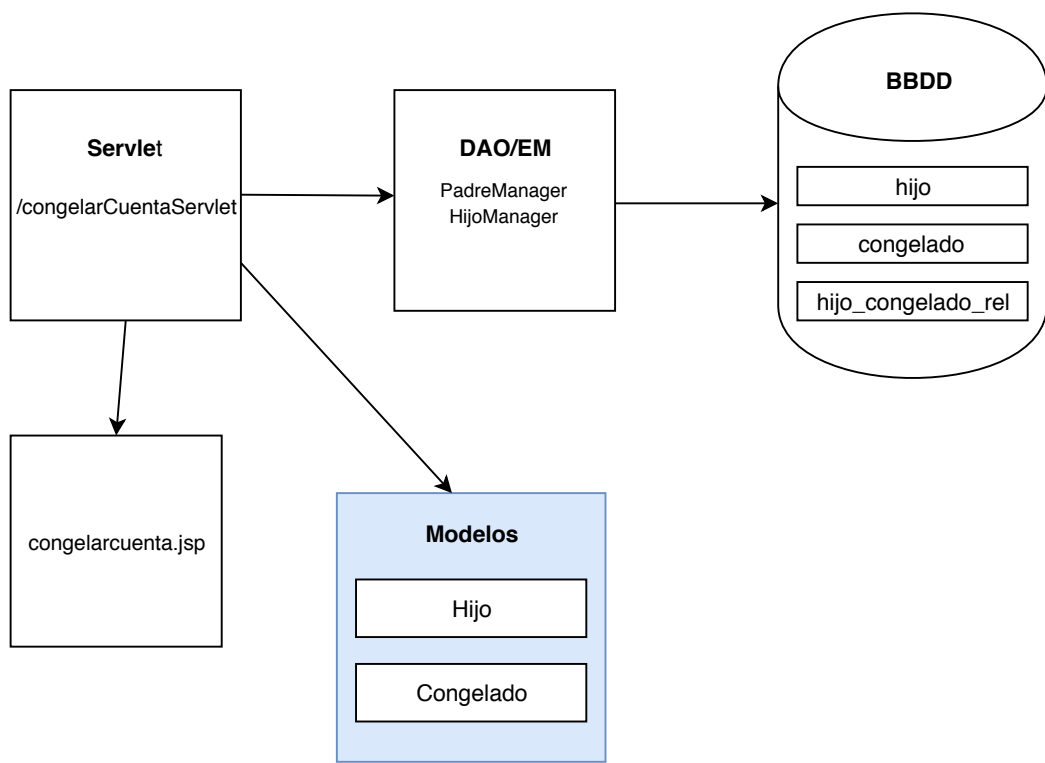 Servlet
/congelarCuentaServlet
DAO/EM
PadreManager
HijoManager
BBDD
hijo
congelado
hijo_congelado_rel
congelarcuenta.jsp
Modelos
Hijo
Congelado